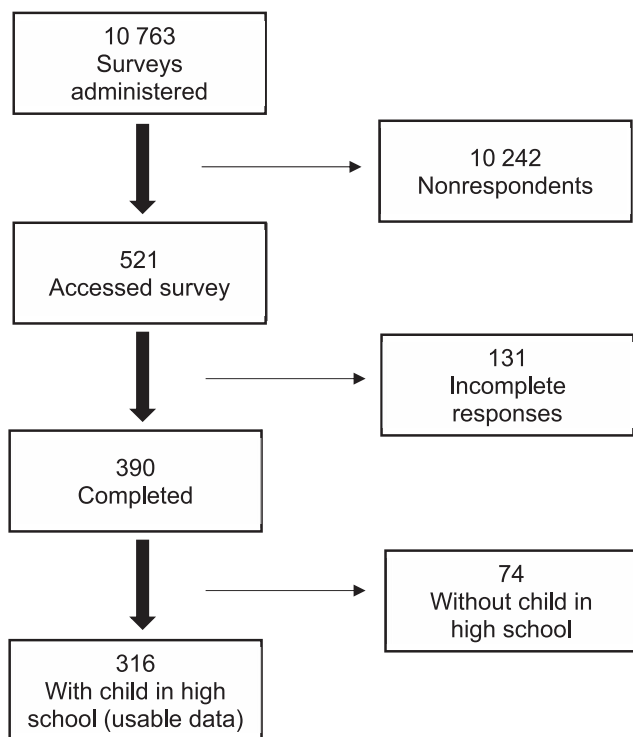 10 763
Surveys
administered
10 242
Nonrespondents
521
Accessed survey
131
Incomplete
responses
390
Completed
74
Without child in
high school
316
With child in high
school (usable data)